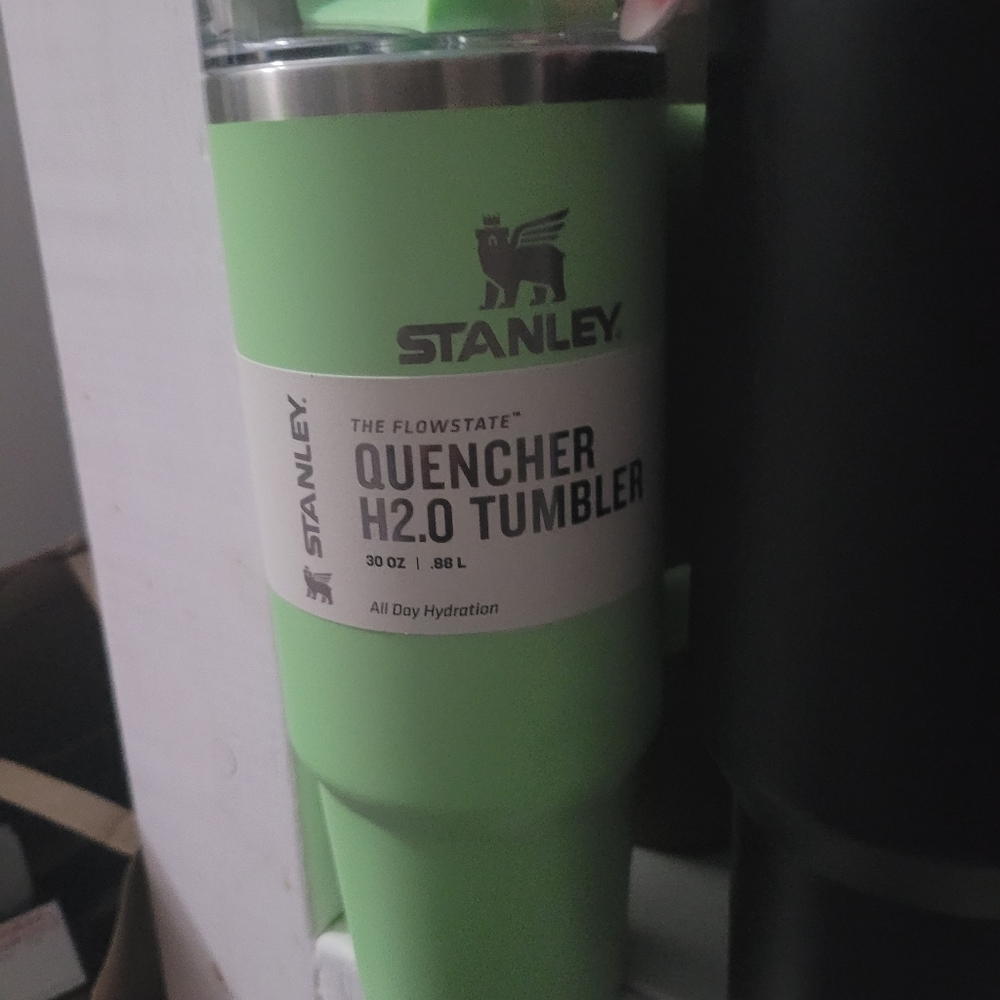 STANLEY.
STANLEY.
THE FLOWSTATE™
QUENCHER
H2.0 TUMBLER
30 OZ | .88 L
All Day Hydration